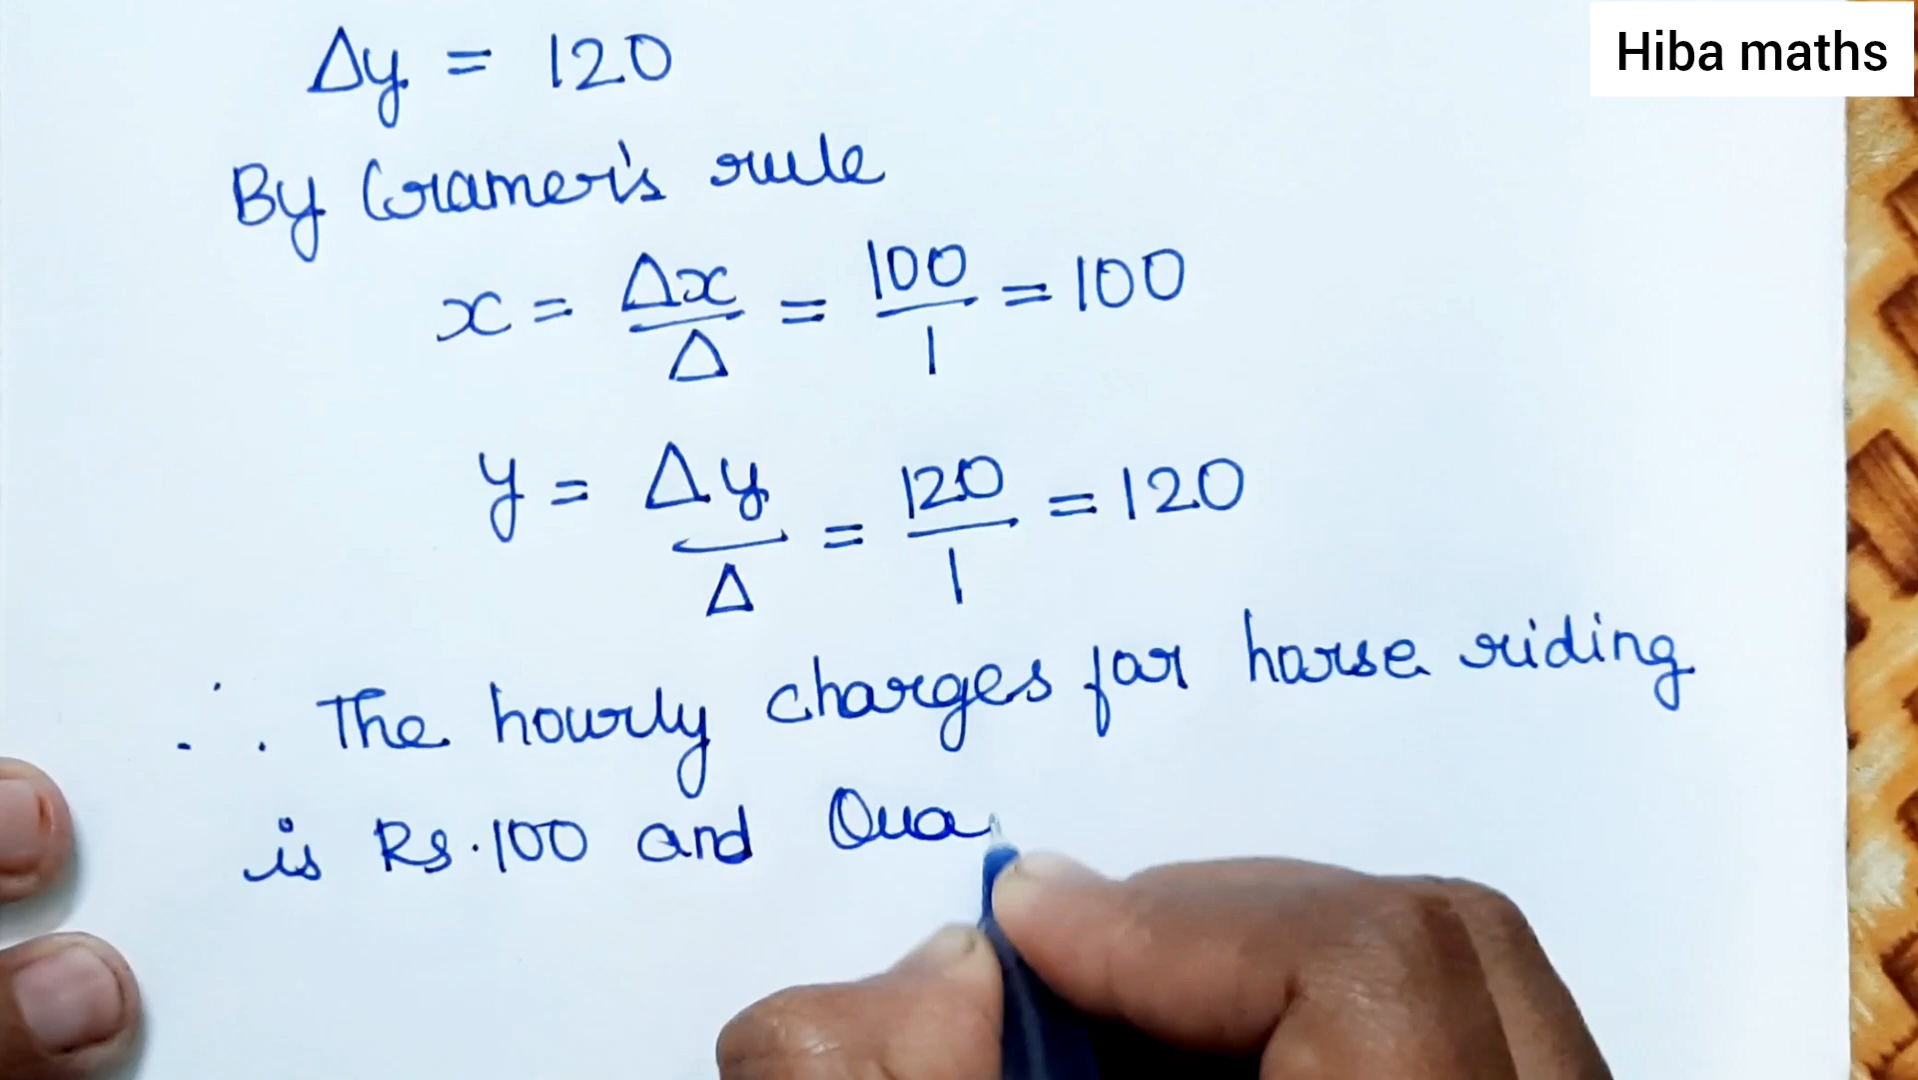 Hiba maths
Δy = 120
By Cramer's rule
x = Δx/Δ = 100/1 = 100
y = Δy/Δ = 120/1 = 120
∴ The hourly charges for horse riding
is Rs.100 and Qua